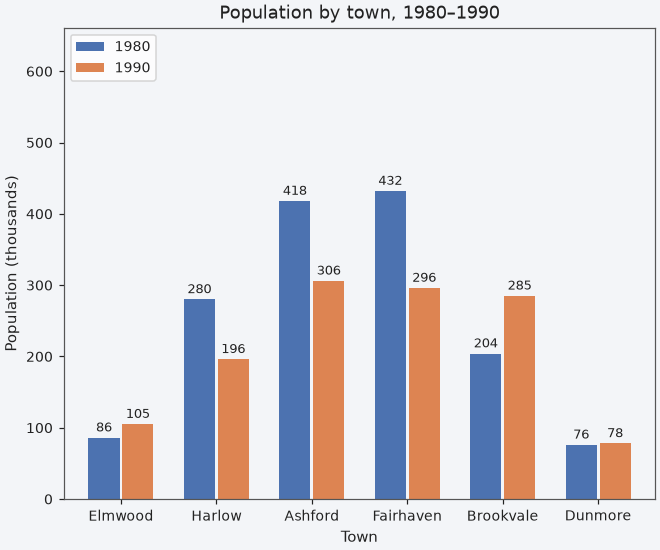 Population by town, 1980–1990
1980
1990
Population (thousands)
600
500
400
300
200
100
0
86
105
280
196
418
306
432
296
204
285
76
78
Elmwood
Harlow
Ashford
Fairhaven
Brookvale
Dunmore
Town